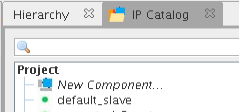 Hierarchy IP Catalog
Project
New Component...
default_slave